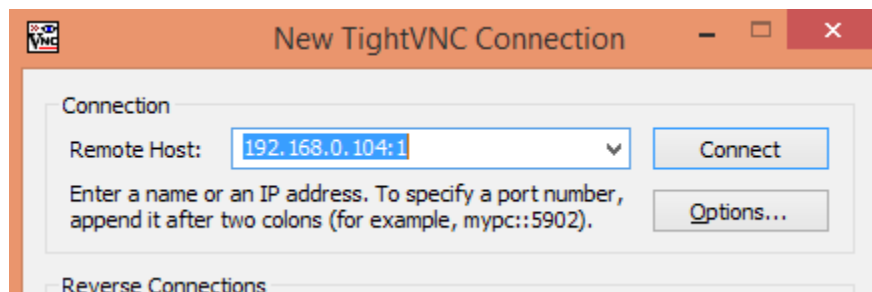 VNC
New TightVNC Connection
Connection
Remote Host: 192.168.0.104:1 Connect
Enter a name or an IP address. To specify a port number,
append it after two colons (for example, mypc::5902).
Options...
Reverse Connections